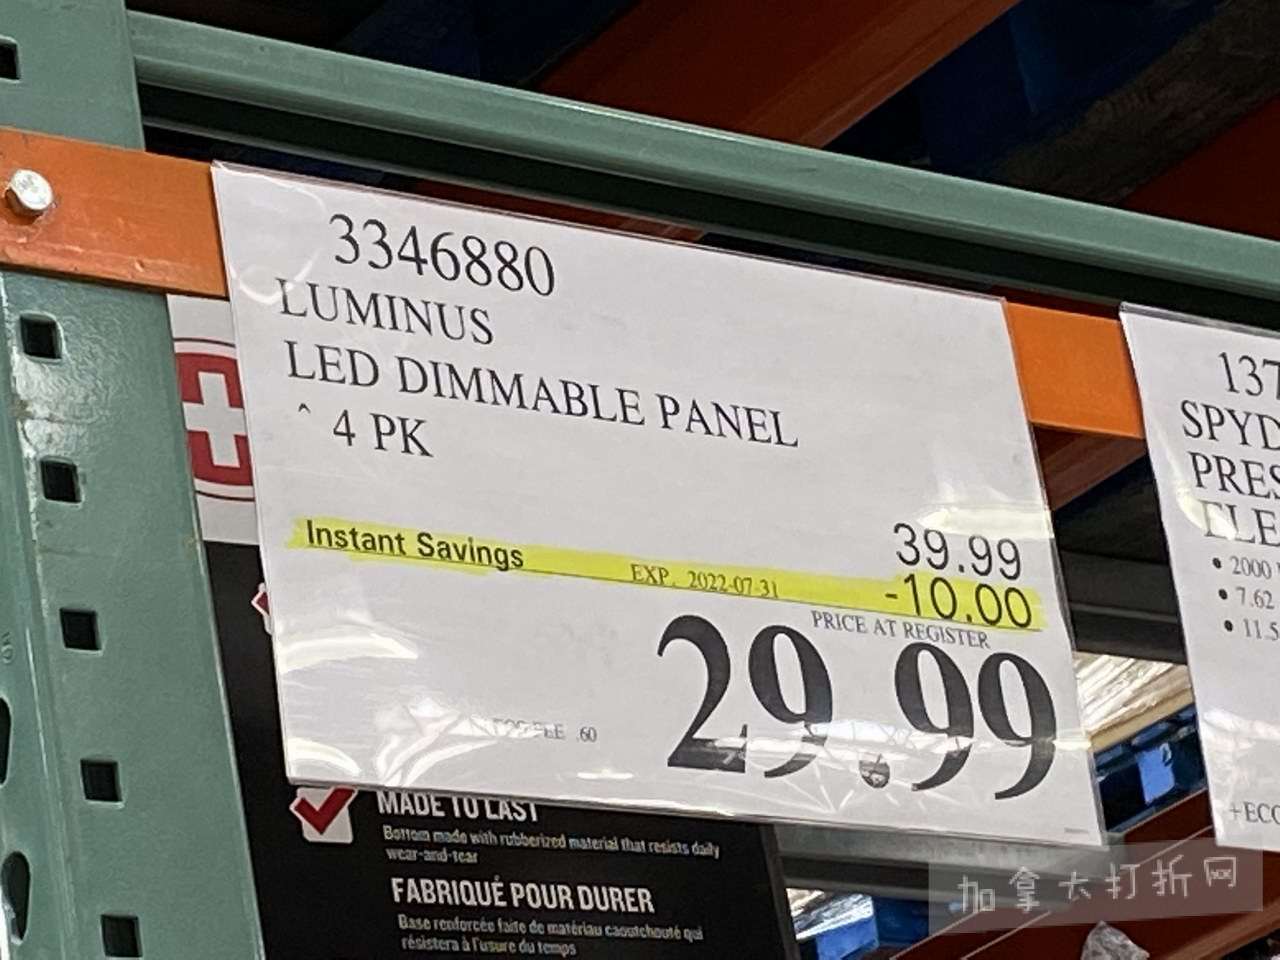 3346880
LUMINUS
LED DIMMABLE PANEL
^ 4 PK
39.99
Instant Savings EXP. 2022-07-31 -10.00
PRICE AT REGISTER
29.99
.60
137
SPYD
PRES
ELE
• 2000
• 7.62
• 11.5
+ECO
MADE TO LAST
Bottom made with rubberized material that resists daily
wear-and-tear
FABRIQUÉ POUR DURER
Base renforcée faite de matériau caoutchouté qui
résistera à l'usure du temps
加拿大打折网